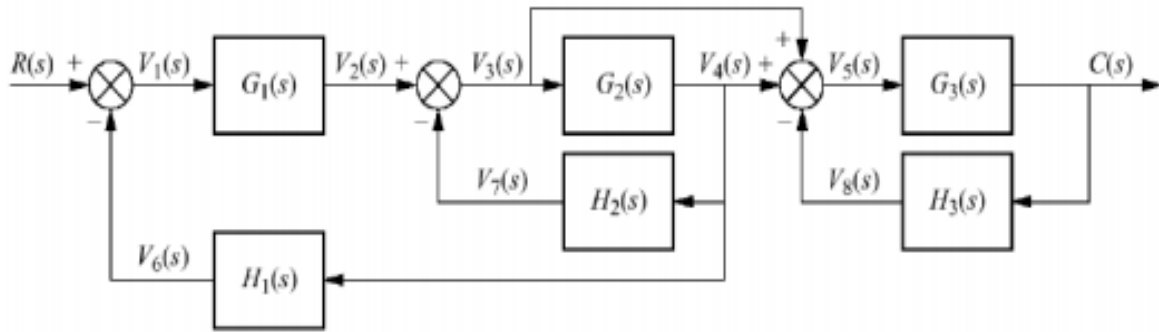 R(s) + V₁(s) G₁(s) V₂(s) + V₃(s) G₂(s) V₄(s) + + V₅(s) G₃(s) C(s)
− − −
V₇(s) H₂(s) V₈(s) H₃(s)
V₆(s) H₁(s)
−